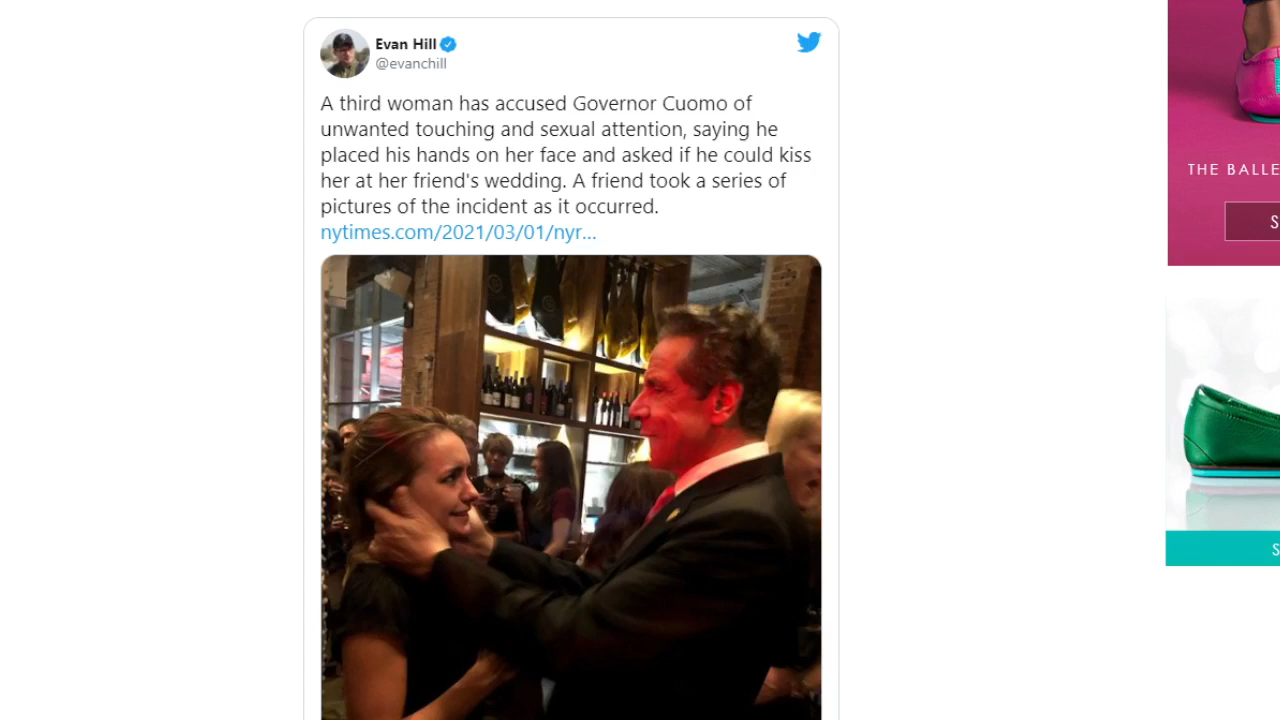 Evan Hill
@evanchill
A third woman has accused Governor Cuomo of
unwanted touching and sexual attention, saying he
placed his hands on her face and asked if he could kiss
her at her friend's wedding. A friend took a series of
pictures of the incident as it occurred.
nytimes.com/2021/03/01/nyr...
THE BALLE
S
S